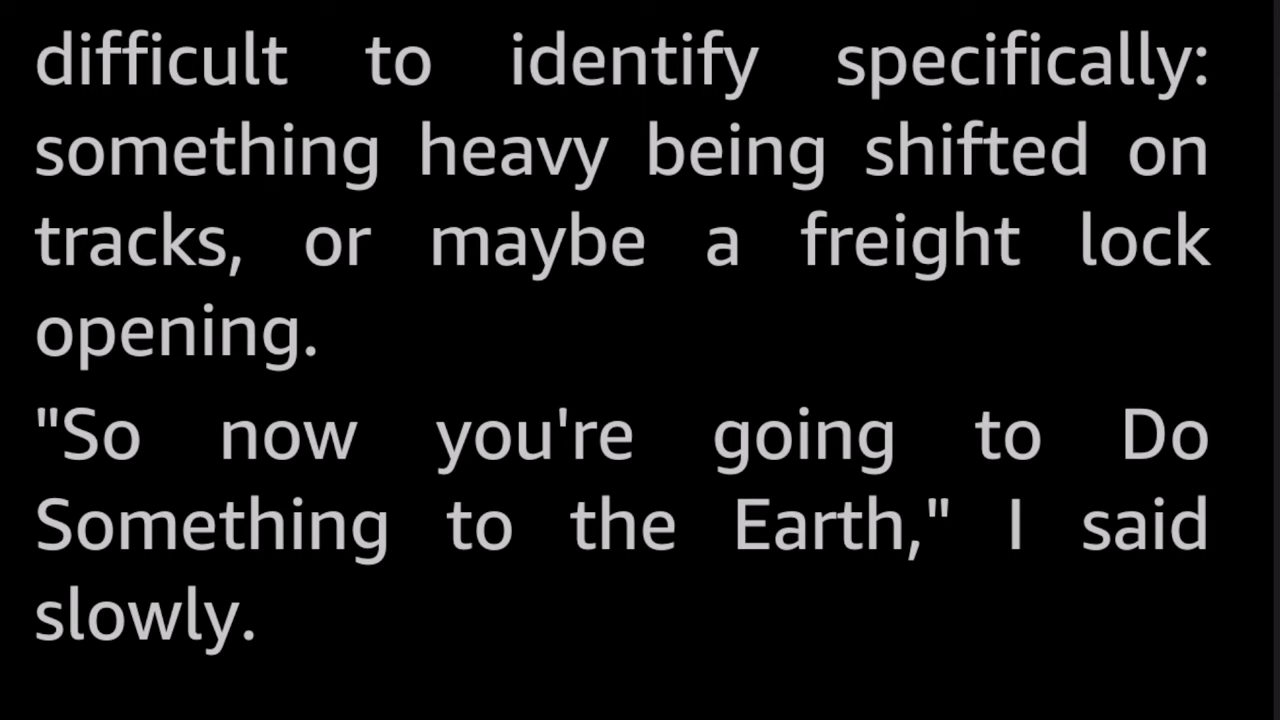 difficult to identify specifically:
something heavy being shifted on
tracks, or maybe a freight lock
opening.
"So now you're going to Do
Something to the Earth," I said
slowly.